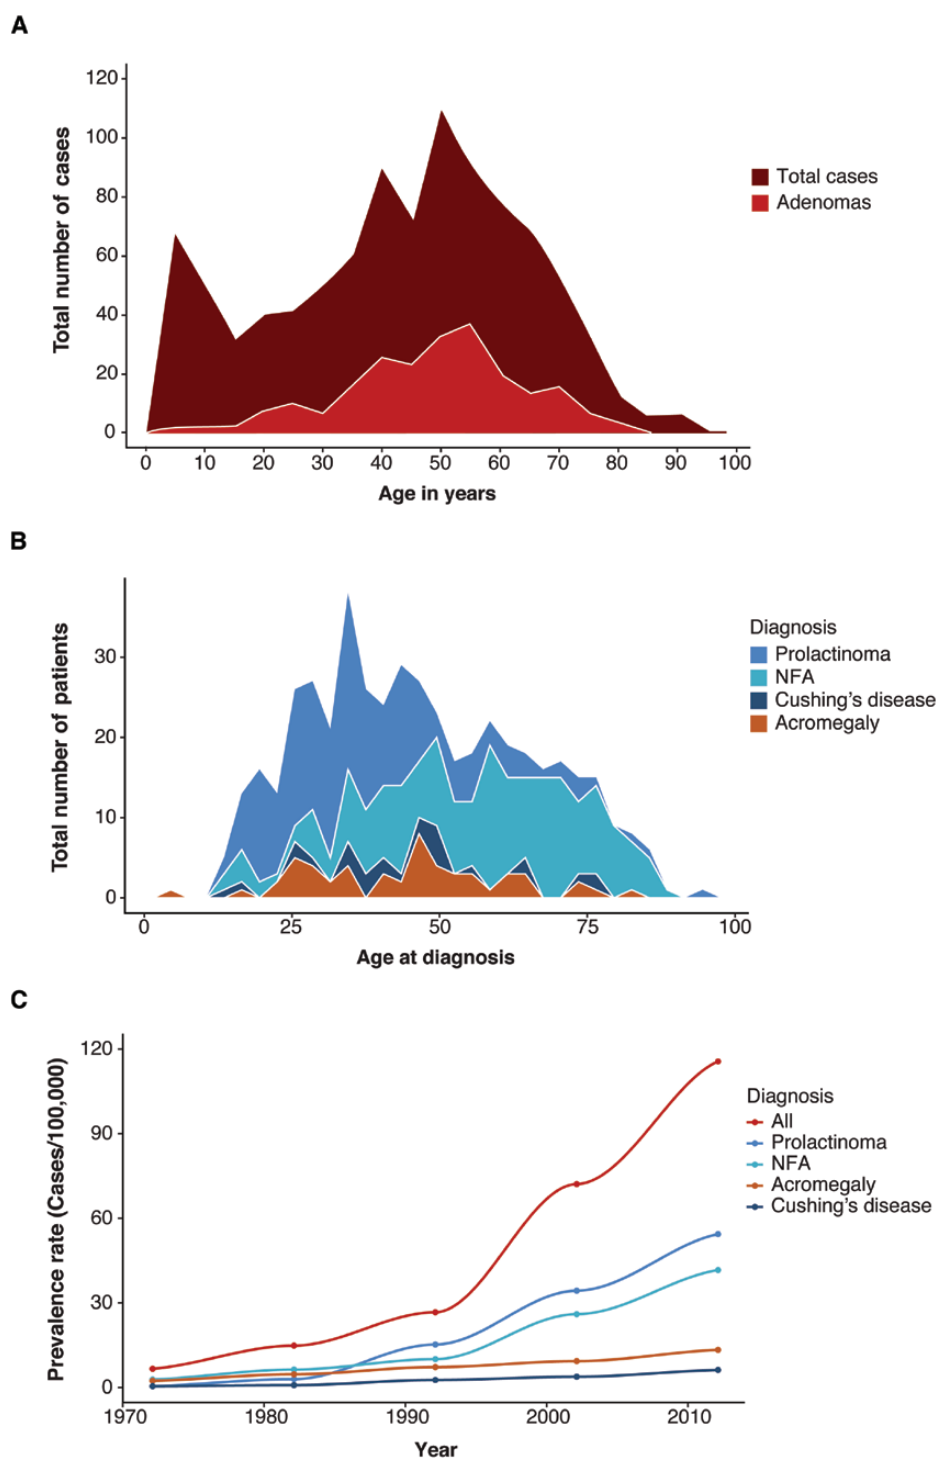 A
Total number of cases
120
100
80
60
40
20
0
0 10 20 30 40 50 60 70 80 90 100
Age in years
Total cases
Adenomas
B
Total number of patients
30
20
10
0
0 25 50 75 100
Age at diagnosis
Diagnosis
Prolactinoma
NFA
Cushing's disease
Acromegaly
C
Prevalence rate (Cases/100,000)
120
90
60
30
0
1970 1980 1990 2000 2010
Year
Diagnosis
All
Prolactinoma
NFA
Acromegaly
Cushing's disease